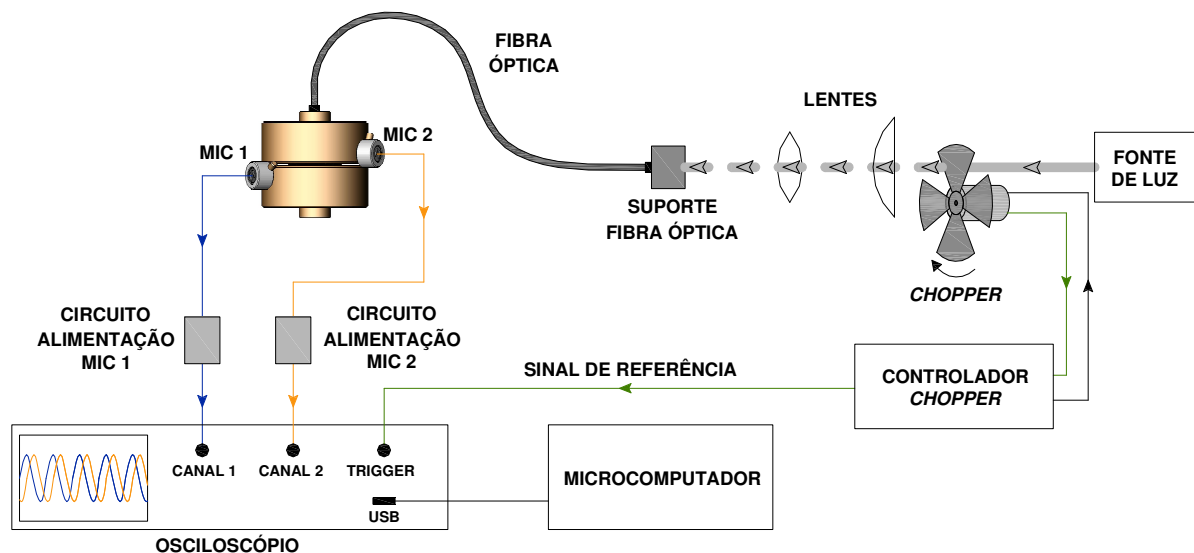 FIBRA
ÓPTICA
LENTES
MIC 2
MIC 1
FONTE
DE LUZ
SUPORTE
FIBRA ÓPTICA
CHOPPER
CIRCUITO
ALIMENTAÇÃO
MIC 1
CIRCUITO
ALIMENTAÇÃO
MIC 2
SINAL DE REFERÊNCIA
CONTROLADOR
CHOPPER
CANAL 1
CANAL 2
TRIGGER
MICROCOMPUTADOR
USB
OSCILOSCÓPIO